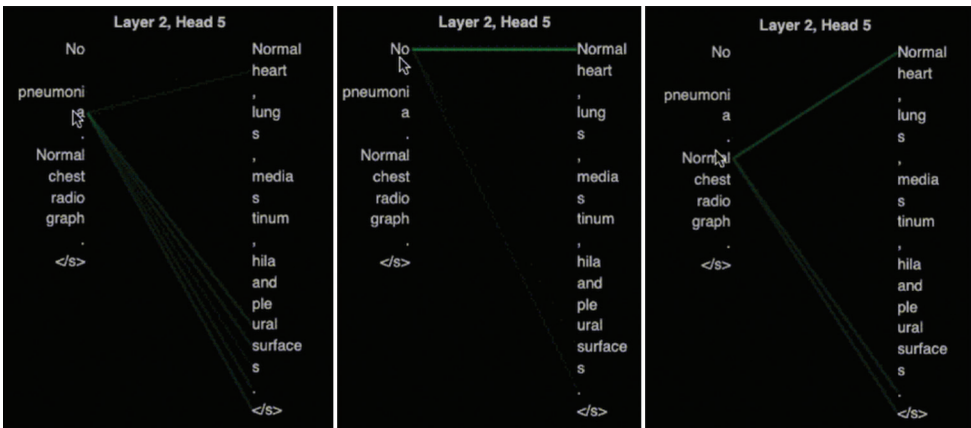 Layer 2, Head 5
No
pneumoni
a
.
Normal
chest
radio
graph
.
</s>
Normal
heart
,
lung
s
,
media
s
tinum
,
hila
and
ple
ural
surface
s
.
</s>
Layer 2, Head 5
No
pneumoni
a
.
Normal
chest
radio
graph
.
</s>
Normal
heart
,
lung
s
,
media
s
tinum
,
hila
and
ple
ural
surface
s
.
</s>
Layer 2, Head 5
No
pneumoni
a
.
Normal
chest
radio
graph
.
</s>
Normal
heart
,
lung
s
,
media
s
tinum
,
hila
and
ple
ural
surface
s
.
</s>